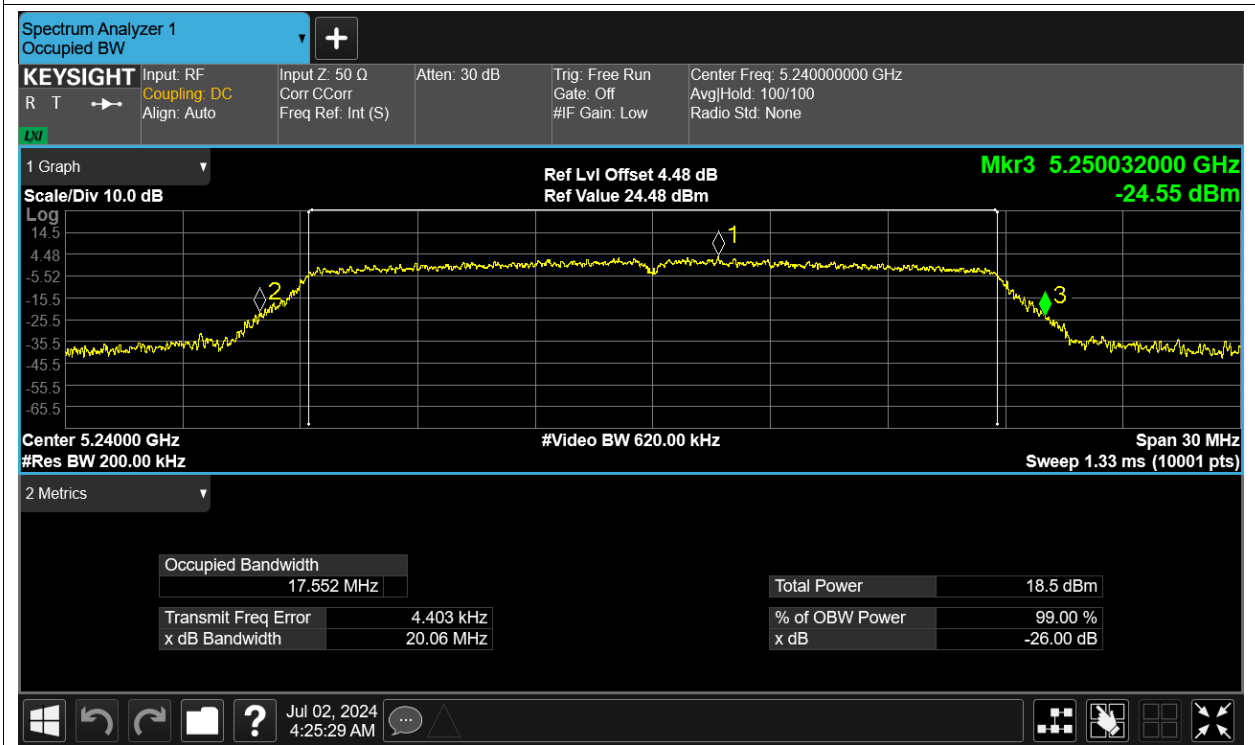 Spectrum Analyzer 1
Occupied BW
KEYSIGHT Input: RF Input Z: 50 Ω Atten: 30 dB Trig: Free Run Center Freq: 5.240000000 GHz
R T Coupling: DC Corr CCorr Gate: Off Avg|Hold: 100/100
Align: Auto Freq Ref: Int (S) #IF Gain: Low Radio Std: None
LXI
1 Graph Ref Lvl Offset 4.48 dB Mkr3 5.250032000 GHz
Scale/Div 10.0 dB Ref Value 24.48 dBm -24.55 dBm
Log
14.5
1
4.48
-5.52
2
-15.5
3
-25.5
-35.5
-45.5
-55.5
-65.5
Center 5.24000 GHz #Video BW 620.00 kHz Span 30 MHz
#Res BW 200.00 kHz Sweep 1.33 ms (10001 pts)
2 Metrics
Occupied Bandwidth
17.552 MHz Total Power 18.5 dBm
Transmit Freq Error 4.403 kHz % of OBW Power 99.00 %
x dB Bandwidth 20.06 MHz x dB -26.00 dB
? Jul 02, 2024
4:25:29 AM